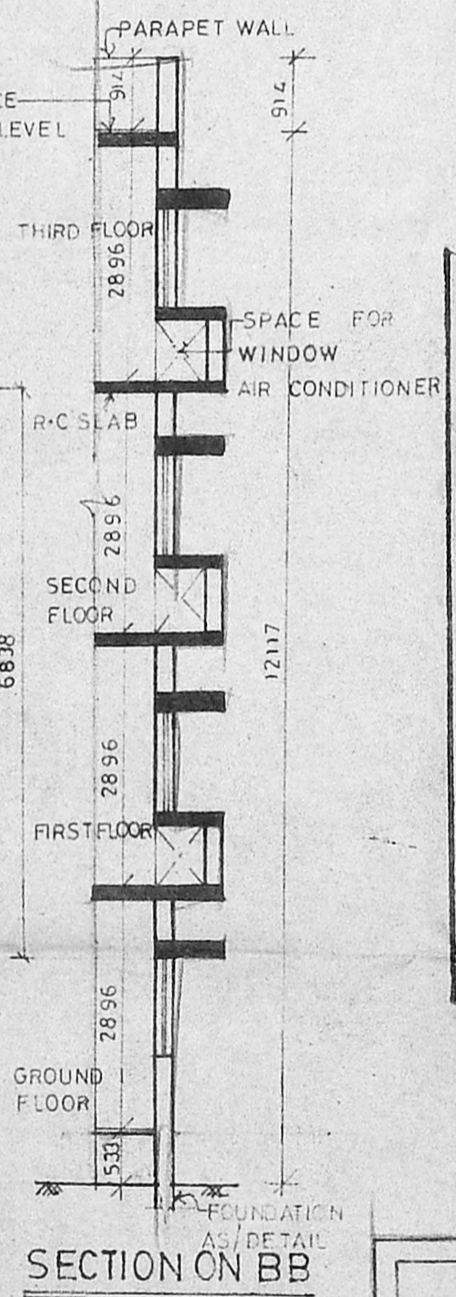 PARAPET WALL
914
914
LEVEL
THIRD FLOOR
2896
SPACE FOR
WINDOW
AIR CONDITIONER
R.C SLAB
2896
SECOND
FLOOR
6838
12117
2896
FIRST FLOOR
2896
GROUND
FLOOR
533
FOUNDATION
AS/DETAIL
SECTION ON BB